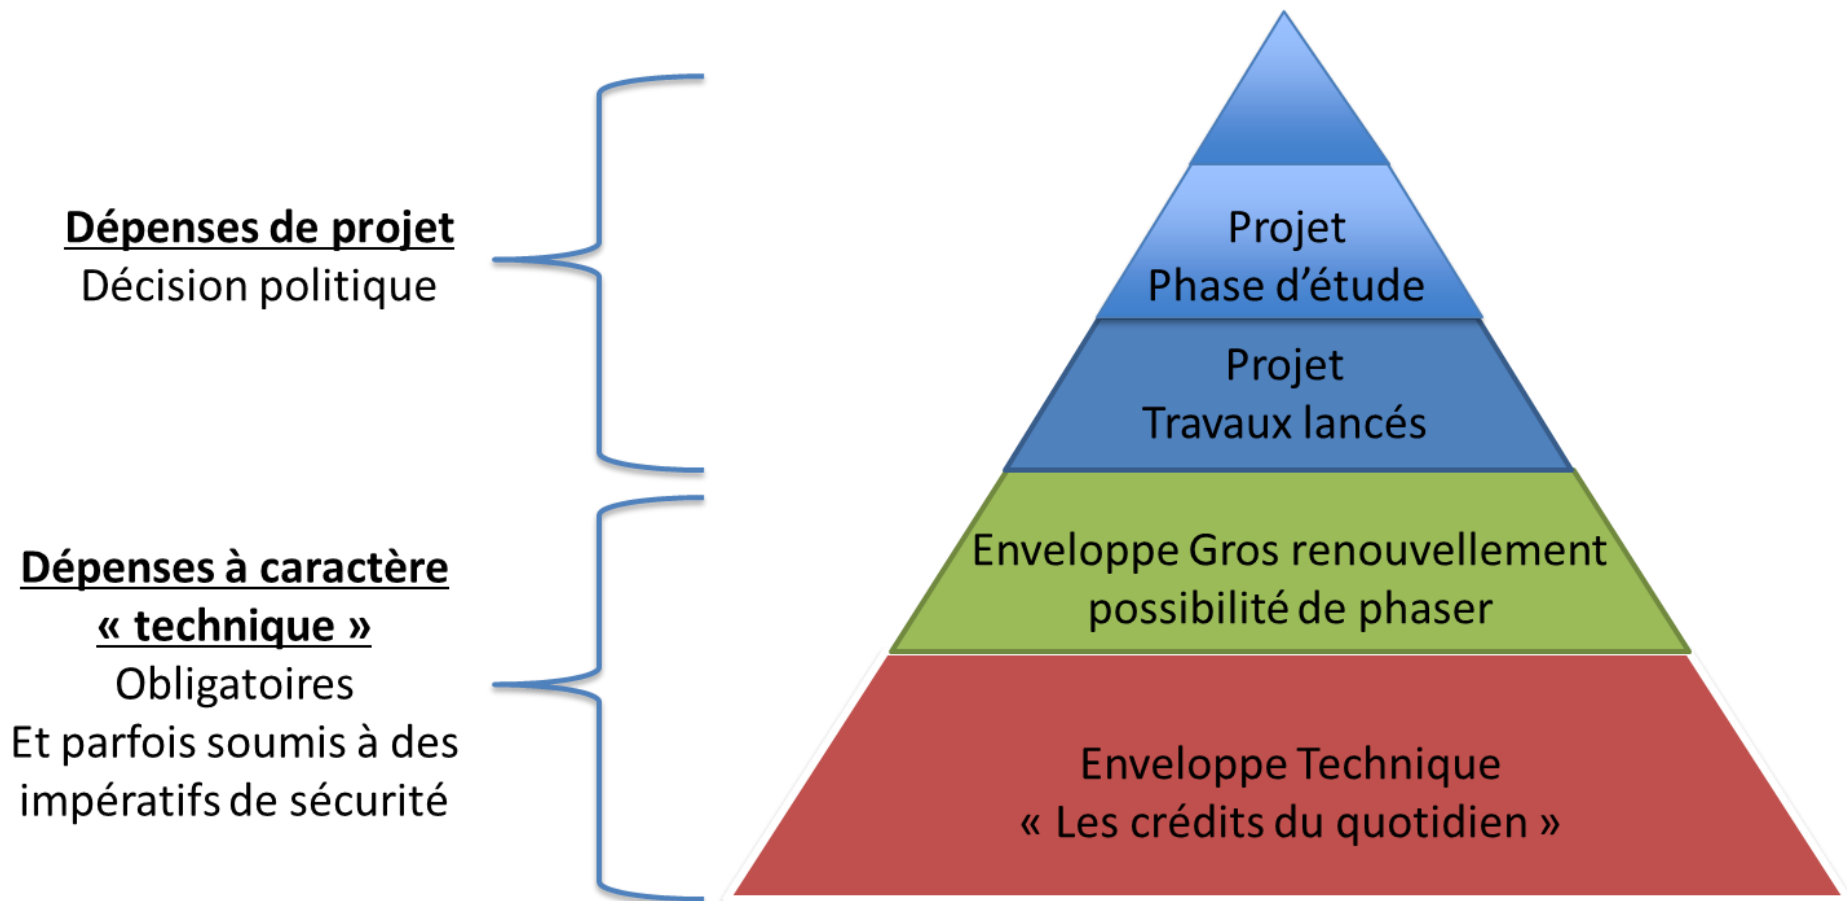 Dépenses de projet
Décision politique
Dépenses à caractère
« technique »
Obligatoires
Et parfois soumis à des
impératifs de sécurité
Projet
Phase d’étude
Projet
Travaux lancés
Enveloppe Gros renouvellement
possibilité de phaser
Enveloppe Technique
« Les crédits du quotidien »